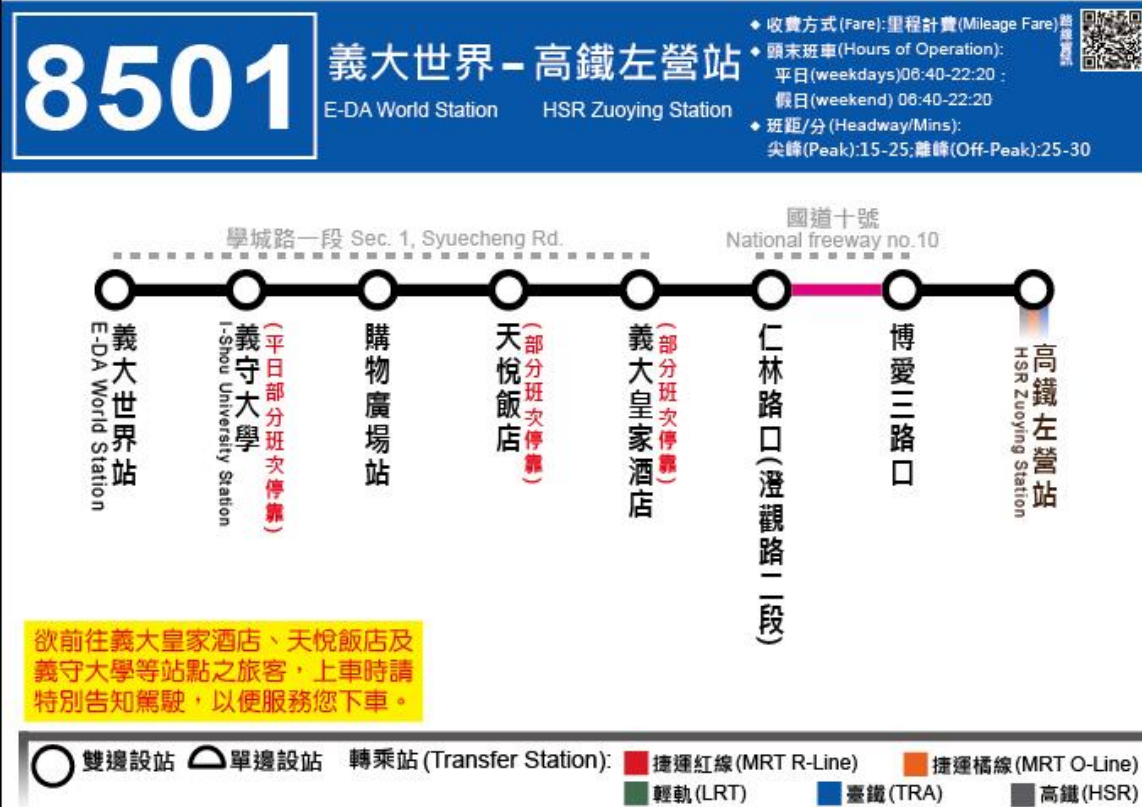 8501
義大世界－高鐵左營站
E-DA World Station HSR Zuoying Station
◆ 收費方式(Fare):里程計費(Mileage Fare)
◆ 頭末班車(Hours of Operation):
平日(weekdays)06:40-22:20；
假日(weekend) 06:40-22:20
◆ 班距/分(Headway/Mins):
尖峰(Peak):15-25;離峰(Off-Peak):25-30
路線資訊
學城路一段 Sec. 1, Syuecheng Rd.
國道十號
National freeway no.10
義大世界站
E-DA World Station
義守大學
I-Shou University Station
(平日部分班次停靠)
購物廣場站
天悅飯店
(部分班次停靠)
義大皇家酒店
(部分班次停靠)
仁林路口(澄觀路二段)
博愛三路口
高鐵左營站
HSR Zuoying Station
欲前往義大皇家酒店、天悅飯店及
義守大學等站點之旅客，上車時請
特別告知駕駛，以便服務您下車。
雙邊設站 單邊設站 轉乘站(Transfer Station): 捷運紅線(MRT R-Line) 捷運橘線(MRT O-Line)
輕軌(LRT) 臺鐵(TRA) 高鐵(HSR)